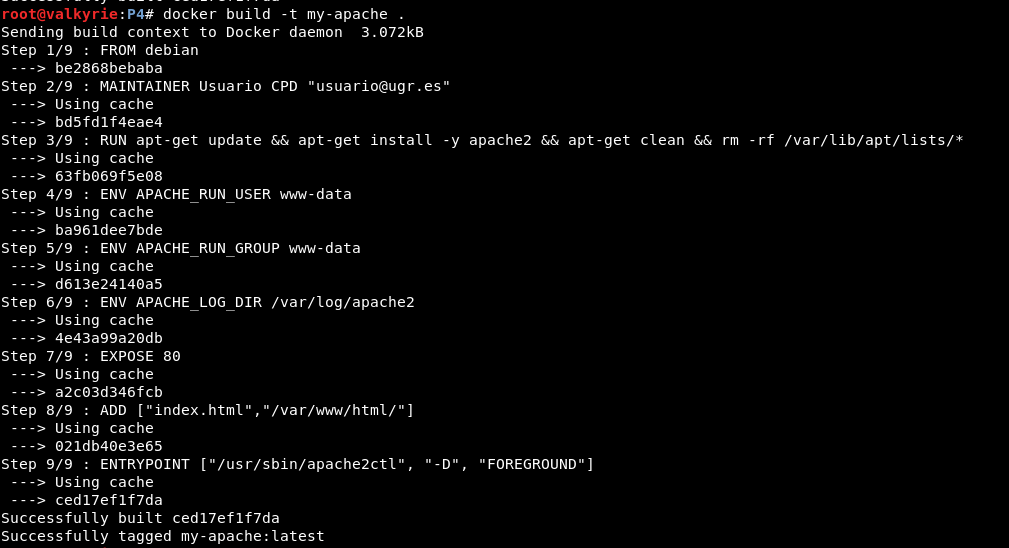 Successfully built ced17ef1f7da
root@valkyrie:P4# docker build -t my-apache .
Sending build context to Docker daemon  3.072kB
Step 1/9 : FROM debian
 ---> be2868bebaba
Step 2/9 : MAINTAINER Usuario CPD "usuario@ugr.es"
 ---> Using cache
 ---> bd5fd1f4eae4
Step 3/9 : RUN apt-get update && apt-get install -y apache2 && apt-get clean && rm -rf /var/lib/apt/lists/*
 ---> Using cache
 ---> 63fb069f5e08
Step 4/9 : ENV APACHE_RUN_USER www-data
 ---> Using cache
 ---> ba961dee7bde
Step 5/9 : ENV APACHE_RUN_GROUP www-data
 ---> Using cache
 ---> d613e24140a5
Step 6/9 : ENV APACHE_LOG_DIR /var/log/apache2
 ---> Using cache
 ---> 4e43a99a20db
Step 7/9 : EXPOSE 80
 ---> Using cache
 ---> a2c03d346fcb
Step 8/9 : ADD ["index.html","/var/www/html/"]
 ---> Using cache
 ---> 021db40e3e65
Step 9/9 : ENTRYPOINT ["/usr/sbin/apache2ctl", "-D", "FOREGROUND"]
 ---> Using cache
 ---> ced17ef1f7da
Successfully built ced17ef1f7da
Successfully tagged my-apache:latest